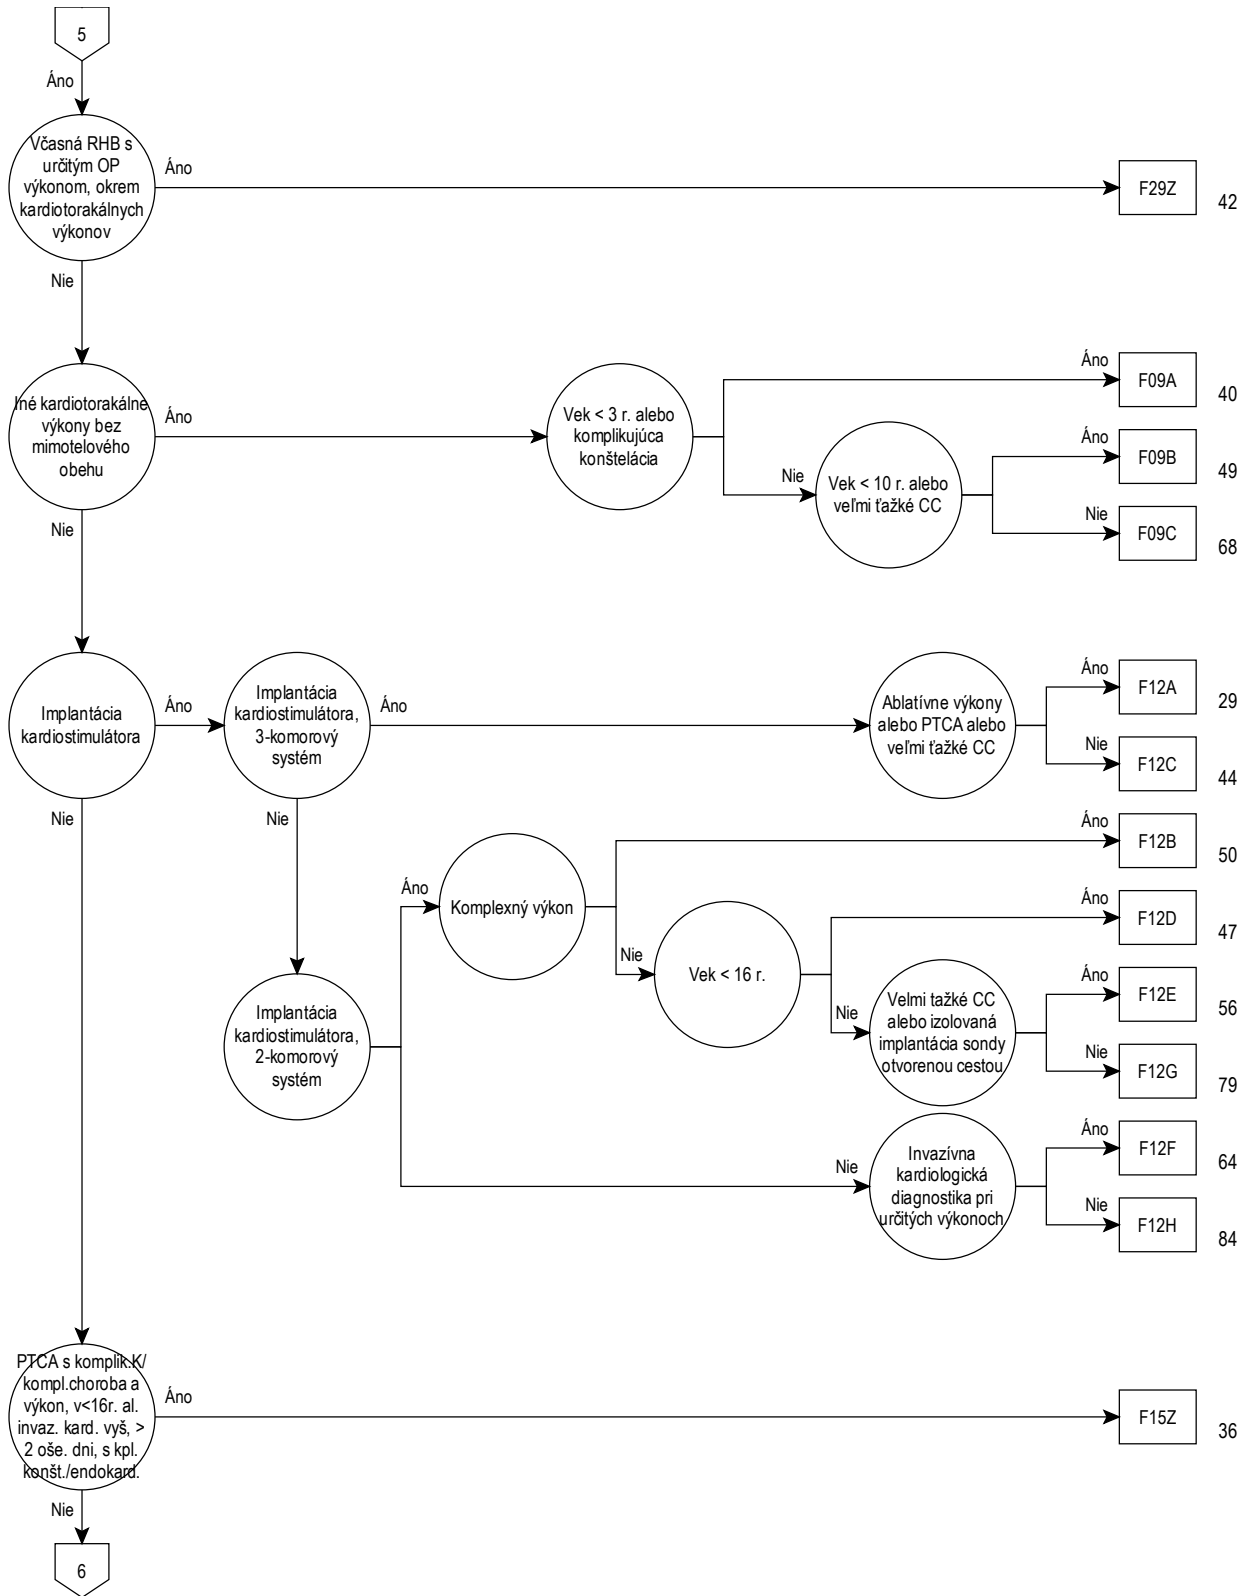 5
Áno
Včasná RHB s
určitým OP
výkonom, okrem
kardiotorakálnych
výkonov
Áno
F29Z
42
Nie
Iné kardiotorakálne
výkony bez
mimotelového
obehu
Áno
Vek < 3 r. alebo
komplikujúca
konštelácia
Áno
F09A
40
Nie
Vek < 10 r. alebo
veľmi ťažké CC
Áno
F09B
49
Nie
F09C
68
Nie
Implantácia
kardiostimulátora
Áno
Implantácia
kardiostimulátora,
3-komorový
systém
Áno
Ablatívne výkony
alebo PTCA alebo
veľmi ťažké CC
Áno
F12A
29
Nie
F12C
44
Nie
Nie
Implantácia
kardiostimulátora,
2-komorový
systém
Áno
Komplexný výkon
Áno
F12B
50
Nie
Vek < 16 r.
Áno
F12D
47
Nie
Velmi tažké CC
alebo izolovaná
implantácia sondy
otvorenou cestou
Áno
F12E
56
Nie
F12G
79
Nie
Invazívna
kardiologická
diagnostika pri
určitých výkonoch
Áno
F12F
64
Nie
F12H
84
PTCA s komplik.K/
kompl.choroba a
výkon, v<16r. al.
invaz. kard. vyš, >
2 oše. dni, s kpl.
konšt./endokard.
Áno
F15Z
36
Nie
6